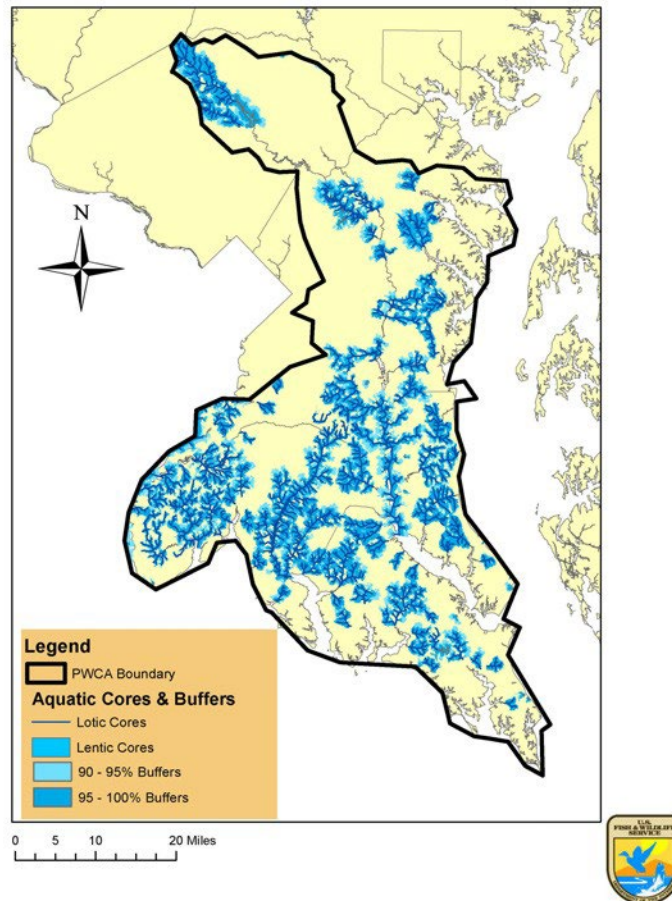 N
Legend
PWCA Boundary
Aquatic Cores & Buffers
Lotic Cores
Lentic Cores
90 - 95% Buffers
95 - 100% Buffers
0 5 10 20 Miles
U.S.
FISH & WILDLIFE
SERVICE